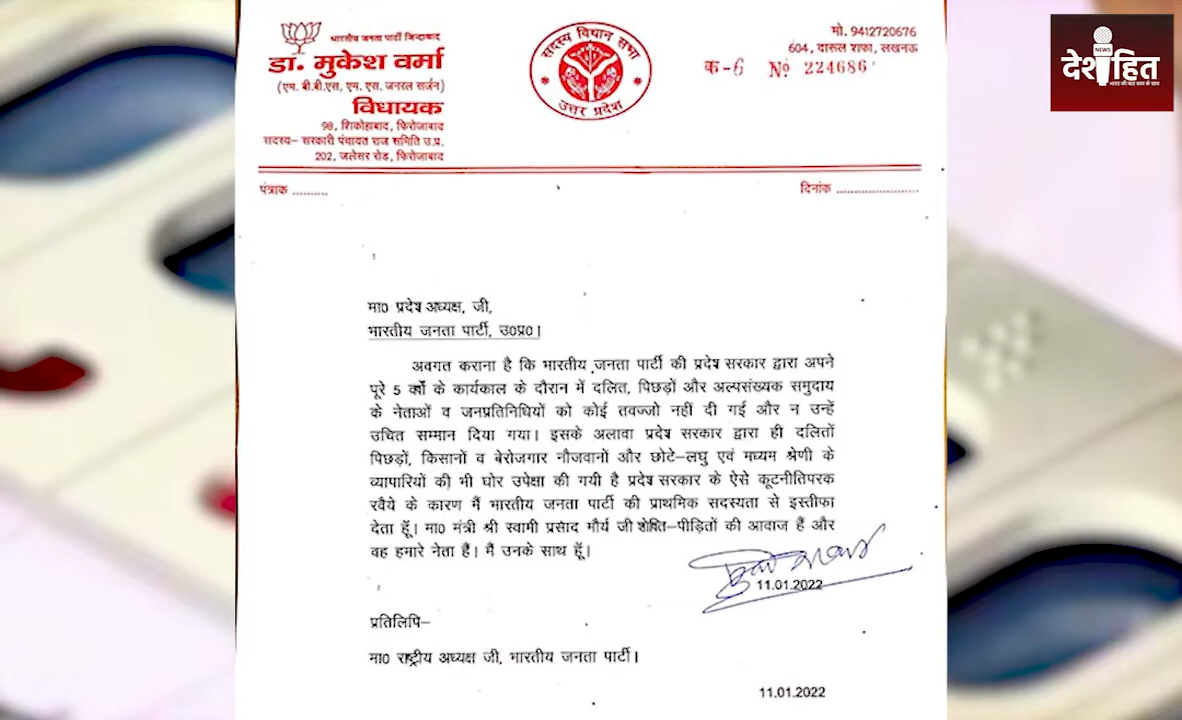 भारतीय जनता पार्टी जिन्दाबाद
डा. मुकेश वर्मा
(एम. बी.बी.एस, एम. एस. जनरल सर्जन)
विधायक
98, शिकोहाबाद, फिरोजाबाद
सदस्य– सरकारी पंचायत राज समिति उ.प्र.
202, जलेसर रोड, फिरोजाबाद
सदस्य विधान सभा
उत्तर प्रदेश
मो. 9412720676
604, दारूल शफा, लखनऊ
क-6 Nº 224686
NEWS
देशहित
पंत्राक ..........
दिनांक ........................
मा0 प्रदेश अध्यक्ष, जी,
भारतीय जनता पार्टी, उ0प्र0।
अवगत कराना है कि भारतीय जनता पार्टी की प्रदेश सरकार द्वारा अपने
पूरे 5 वर्षो के कार्यकाल के दौरान में दलित, पिछड़ों और अल्पसंख्यक समुदाय
के नेताओं व जनप्रतिनिधियों को कोई तवज्जो नहीं दी गई और न उन्हें
उचित सम्मान दिया गया। इसके अलावा प्रदेश सरकार द्वारा ही दलितों
पिछड़ों, किसानों व बेरोजगार नौजवानों और छोटे–लघु एवं मध्यम श्रेणी के
व्यापारियों की भी घोर उपेक्षा की गयी है प्रदेश सरकार के ऐसे कूटनीतिपरक
रवैये के कारण मैं भारतीय जनता पार्टी की प्राथमिक सदस्यता से इस्तीफा
देता हूँ। मा0 मंत्री श्री स्वामी प्रसाद मौर्य जी शोषित–पीड़ितों की आवाज हैं और
वह हमारे नेता हैं। मैं उनके साथ हूँ।
11.01.2022
प्रतिलिपि–
मा0 राष्ट्रीय अध्यक्ष जी, भारतीय जनता पार्टी।
11.01.2022